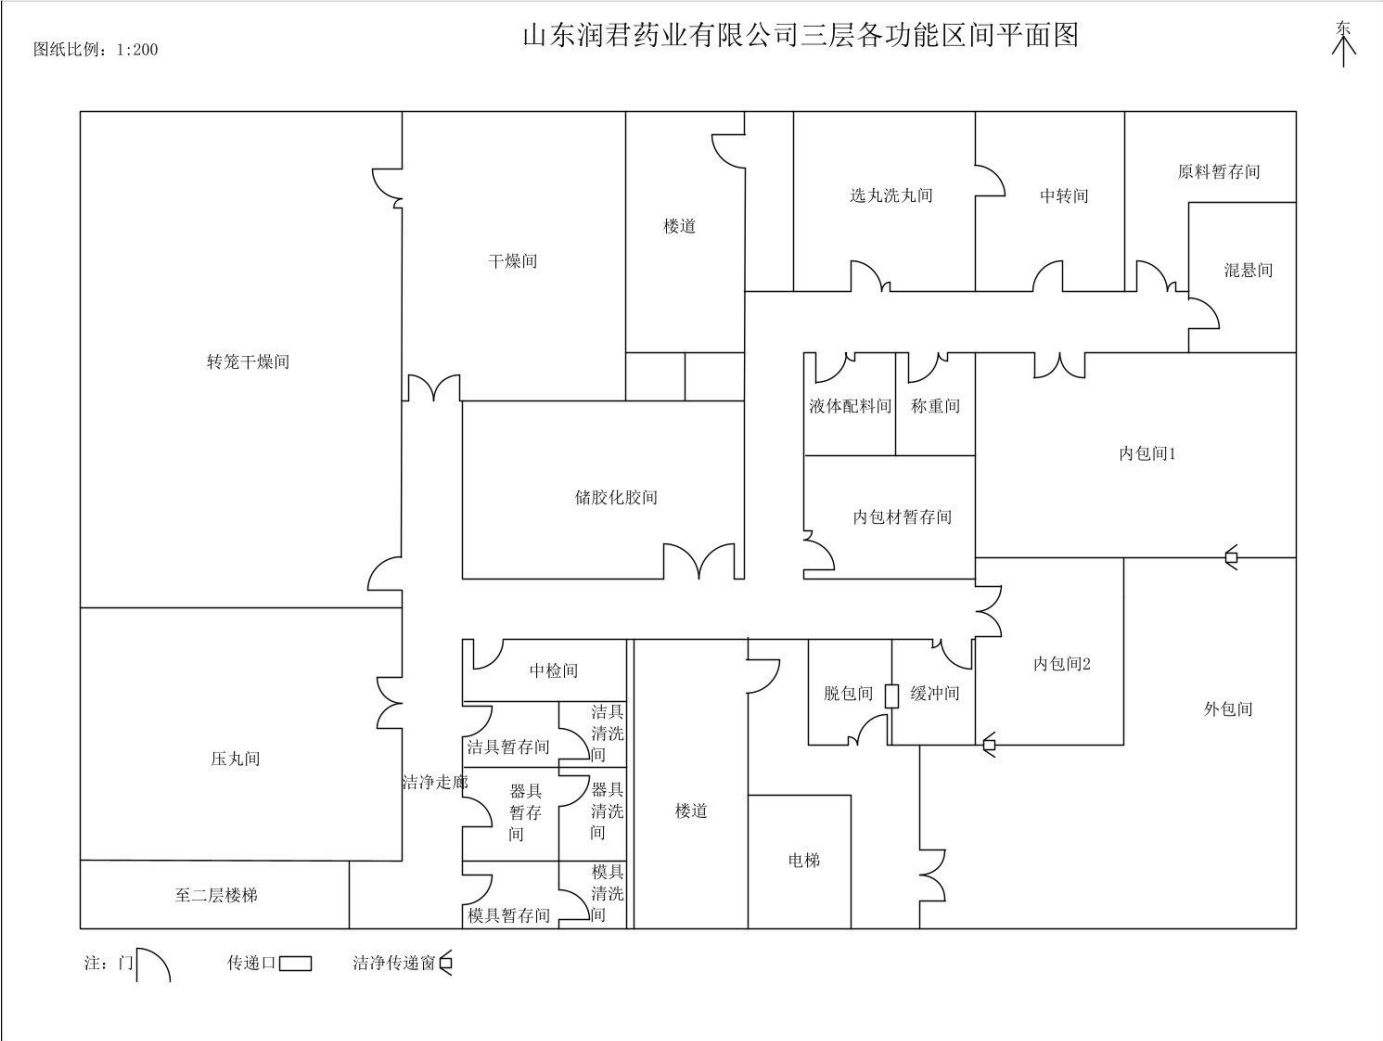 山东润君药业有限公司三层各功能区间平面图
图纸比例：1:200
东
原料暂存间
选丸洗丸间
中转间
楼道
干燥间
混悬间
转笼干燥间
液体配料间
称重间
内包间1
储胶化胶间
内包材暂存间
中检间
内包间2
脱包间
缓冲间
外包间
洁具
清洗
间
洁具暂存间
压丸间
洁净走廊
器具
暂存
间
器具
清洗
间
楼道
电梯
至二层楼梯
模具
清洗
间
模具暂存间
注：门
传递口
洁净传递窗